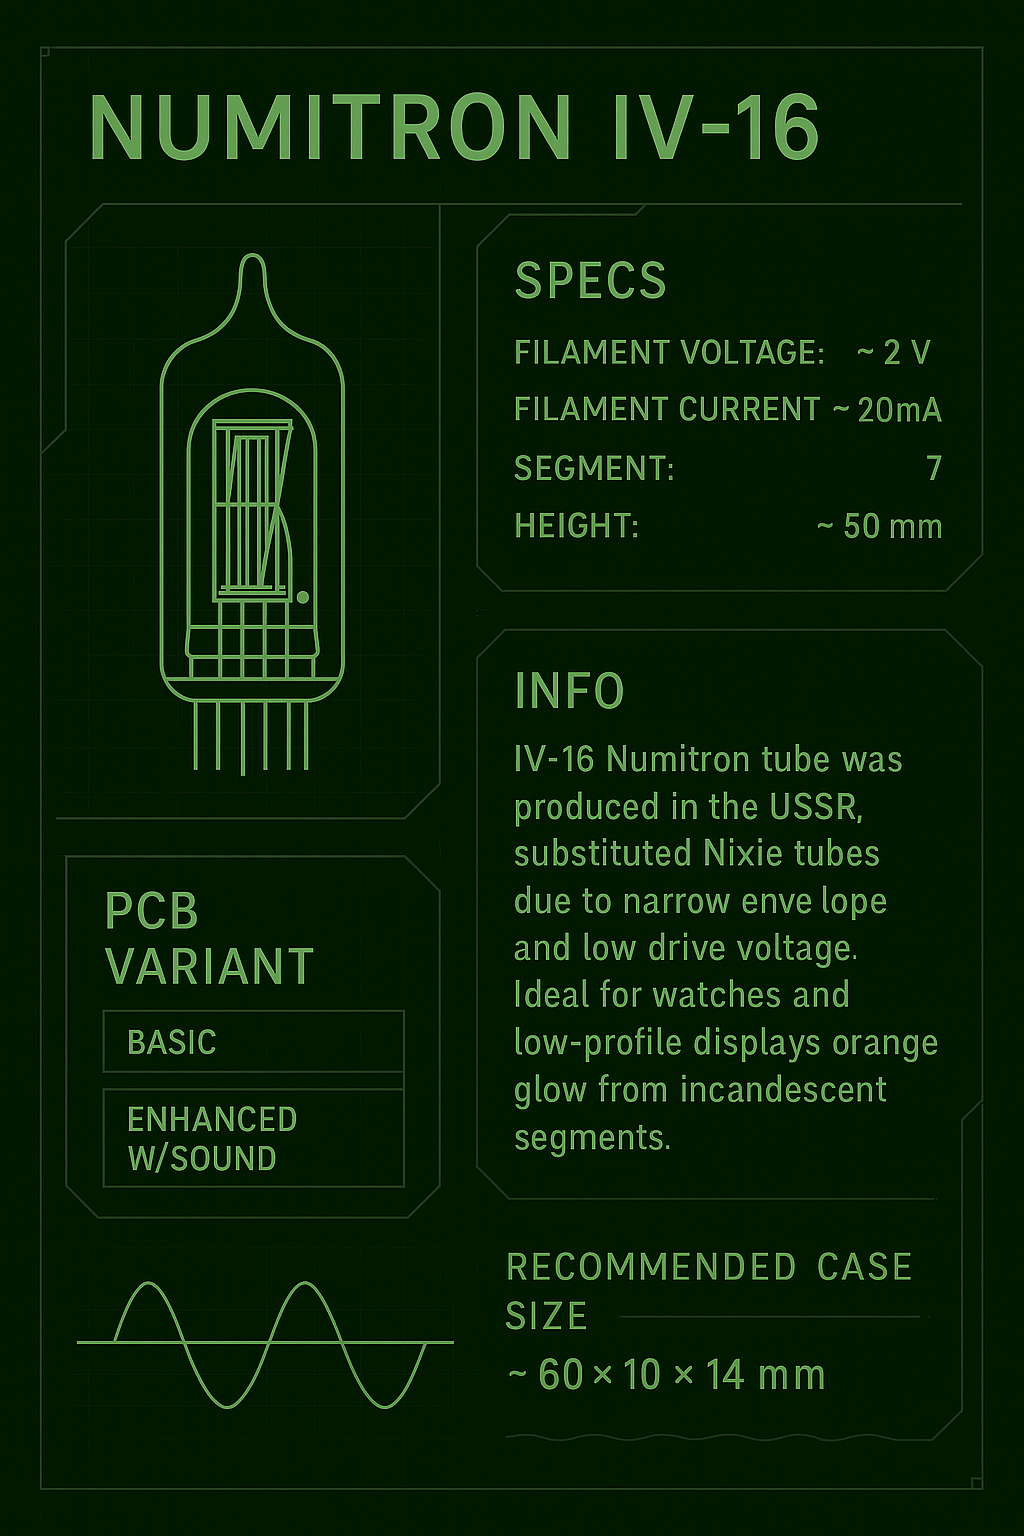 NUMITRON IV-16
SPECS
FILAMENT VOLTAGE: ~ 2 V
FILAMENT CURRENT ~ 20mA
SEGMENT: 7
HEIGHT: ~ 50 mm
INFO
IV-16 Numitron tube was
produced in the USSR,
substituted Nixie tubes
due to narrow enve lope
and low drive voltage.
Ideal for watches and
low-profile displays orange
glow from incandescent
segments.
PCB
VARIANT
BASIC
ENHANCED
W/SOUND
RECOMMENDED CASE
SIZE
~ 60 × 10 × 14 mm